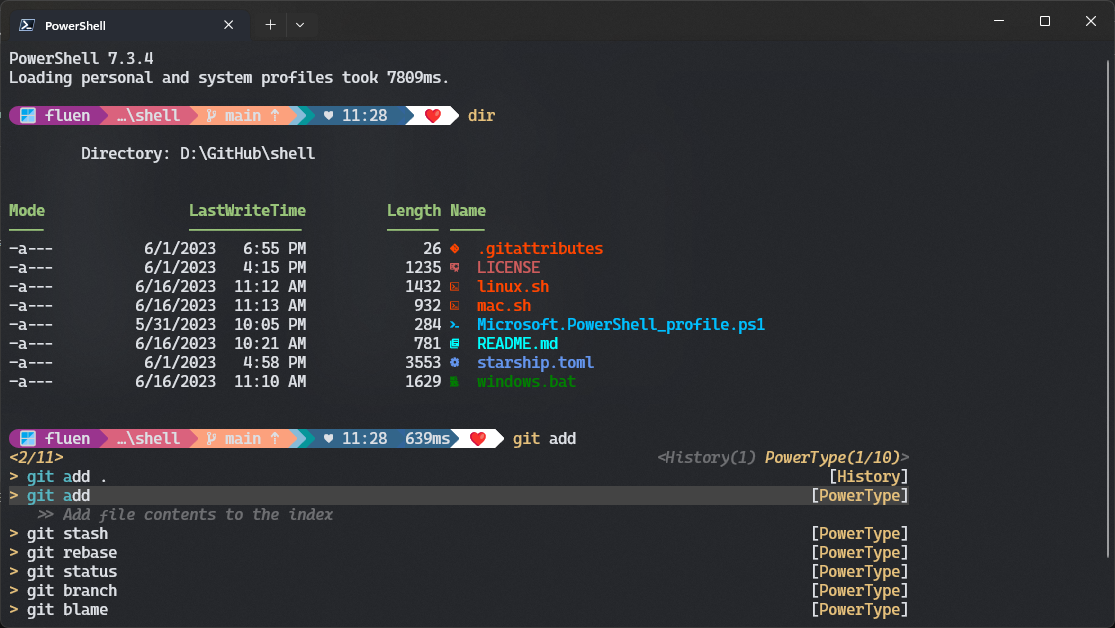 PowerShell
PowerShell 7.3.4
Loading personal and system profiles took 7809ms.
fluen …\shell main ↑ ♥ 11:28 ❤️ dir
Directory: D:\GitHub\shell
Mode LastWriteTime Length Name
-a--- 6/1/2023 6:55 PM 26 .gitattributes
-a--- 6/1/2023 4:15 PM 1235 LICENSE
-a--- 6/16/2023 11:12 AM 1432 linux.sh
-a--- 6/16/2023 11:13 AM 932 mac.sh
-a--- 5/31/2023 10:05 PM 284 Microsoft.PowerShell_profile.ps1
-a--- 6/16/2023 10:21 AM 781 README.md
-a--- 6/1/2023 4:58 PM 3553 starship.toml
-a--- 6/16/2023 11:10 AM 1629 windows.bat
fluen …\shell main ↑ ♥ 11:28 639ms ❤️ git add
<2/11> <History(1) PowerType(1/10)>
> git add . [History]
> git add [PowerType]
>> Add file contents to the index
> git stash [PowerType]
> git rebase [PowerType]
> git status [PowerType]
> git branch [PowerType]
> git blame [PowerType]